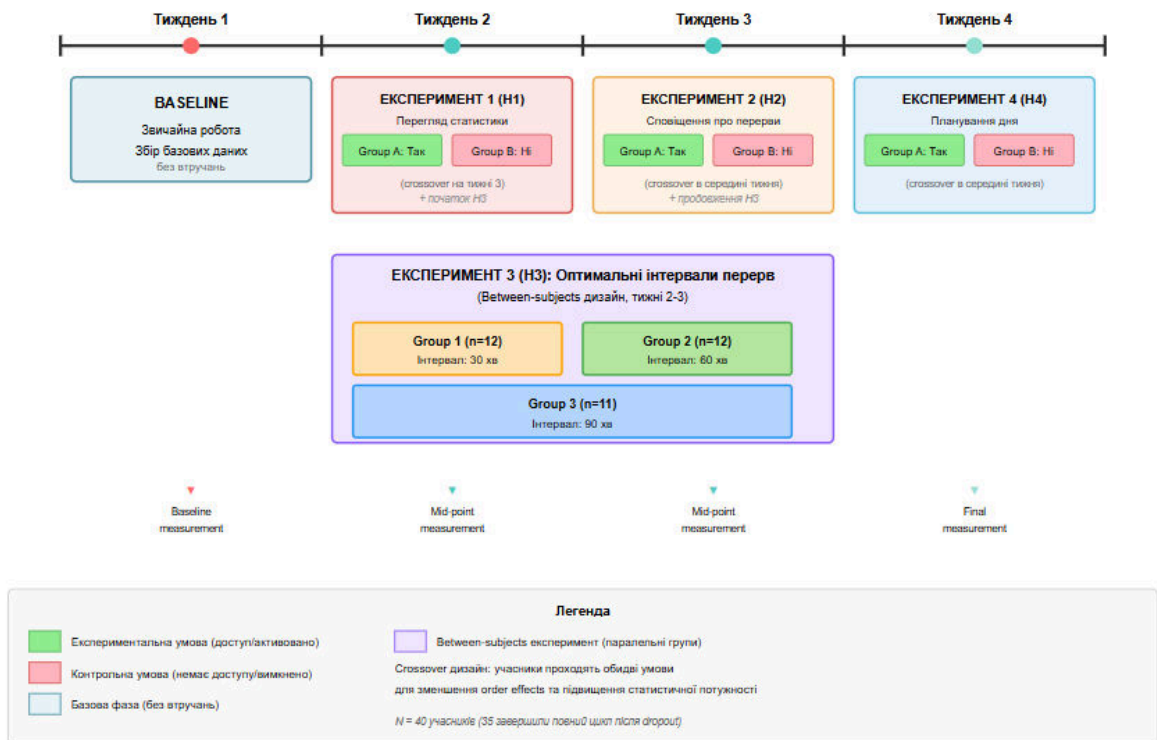 Тиждень 1
Тиждень 2
Тиждень 3
Тиждень 4
BASELINE
Звичайна робота
Збір базових даних
без втручань
ЕКСПЕРИМЕНТ 1 (H1)
Перегляд статистики
Group A: Так
Group B: Ні
(crossover на тижні 3)
+ початок H3
ЕКСПЕРИМЕНТ 2 (H2)
Сповіщення про перерви
Group A: Так
Group B: Ні
(crossover в середині тижня)
+ продовження H3
ЕКСПЕРИМЕНТ 4 (H4)
Планування дня
Group A: Так
Group B: Ні
(crossover в середині тижня)
ЕКСПЕРИМЕНТ 3 (H3): Оптимальні інтервали перерв
(Between-subjects дизайн, тижні 2-3)
Group 1 (n=12)
Інтервал: 30 хв
Group 2 (n=12)
Інтервал: 60 хв
Group 3 (n=11)
Інтервал: 90 хв
Baseline
measurement
Mid-point
measurement
Mid-point
measurement
Final
measurement
Легенда
Експериментальна умова (доступ/активовано)
Контрольна умова (немає доступу/вимкнено)
Базова фаза (без втручань)
Between-subjects експеримент (паралельні групи)
Crossover дизайн: учасники проходять обидві умови
для зменшення order effects та підвищення статистичної потужності
N = 40 учасників (35 завершили повний цикл після dropout)